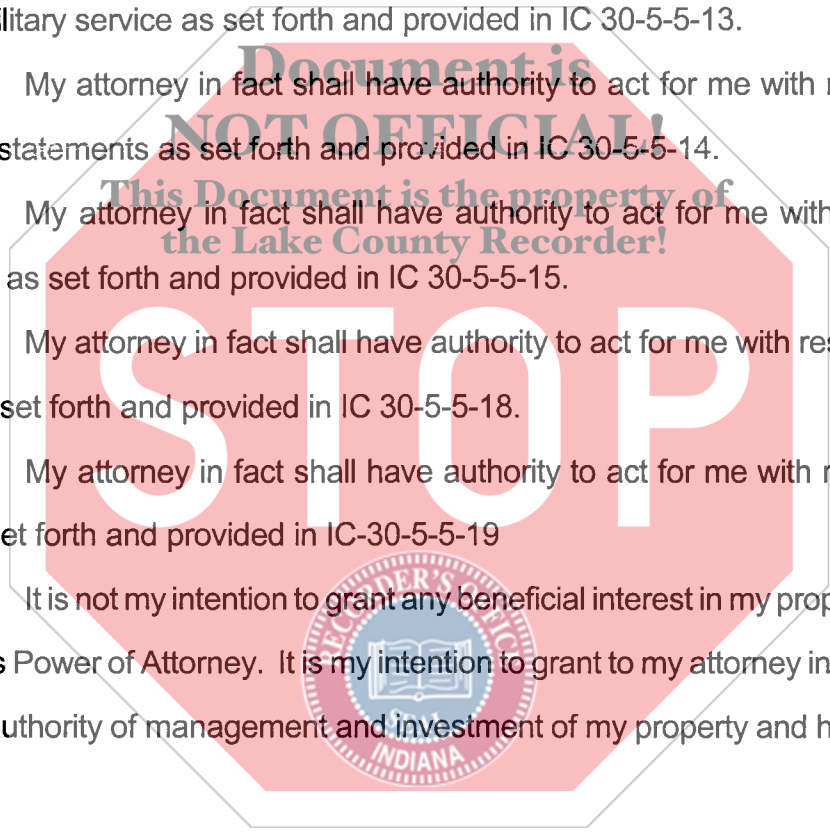 litary service as set forth and provided in IC 30-5-5-13.
Document is
My attorney in fact shall have authority to act for me with
NOT OFFICIAL!
statements as set forth and provided in IC 30-5-5-14.
This Document is the property of
My attorney in fact shall have authority to act for me with
the Lake County Recorder!
as set forth and provided in IC 30-5-5-15.
STOP
My attorney in fact shall have authority to act for me with res
set forth and provided in IC 30-5-5-18.
My attorney in fact shall have authority to act for me with
et forth and provided in IC-30-5-5-19
It is not my intention to grant any beneficial interest in my prop
s Power of Attorney. It is my intention to grant to my attorney in
uthority of management and investment of my property and h
RECORDER'S OFFICE
SEAL
INDIANA